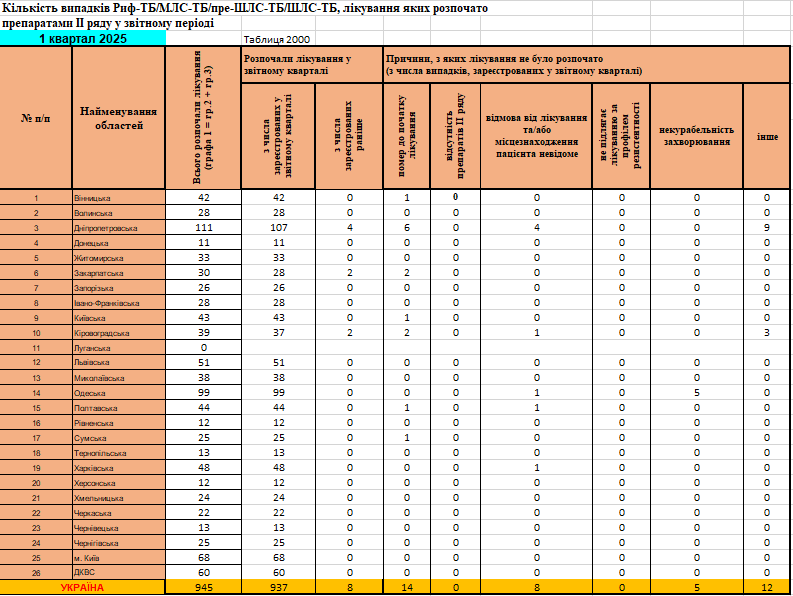 Кількість випадків Риф-ТБ/МЛС-ТБ/пре-ШЛС-ТБ/ШЛС-ТБ, лікування яких розпочато
препаратами ІІ ряду у звітному періоді
1 квартал 2025 Таблиця 2000
№ п/п
Найменування
областей
Всього розпочали лікування
(графа 1 = гр.2 + гр.3)
Розпочали лікування у
звітному кварталі
з числа
зареєстрованих у
звітному кварталі
з числа
зареєстрованих
раніше
Причини, з яких лікування не було розпочато
(з числа випадків, зареєстрованих у звітному кварталі)
помер до початку
лікування
відсутність
препаратів ІІ ряду
відмова від лікування
та/або
місцезнаходження
пацієнта невідоме
не підлягає
лікуванню за
профілем
резистентності
некурабельність
захворювання
інше
1 Вінницька 42 42 0 1 0 0 0 0 0
2 Волинська 28 28 0 0 0 0 0 0 0
3 Дніпропетровська 111 107 4 6 0 4 0 0 9
4 Донецька 11 11 0 0 0 0 0 0 0
5 Житомирська 33 33 0 0 0 0 0 0 0
6 Закарпатська 30 28 2 2 0 0 0 0 0
7 Запорізька 26 26 0 0 0 0 0 0 0
8 Івано-Франківська 28 28 0 0 0 0 0 0 0
9 Київська 43 43 0 1 0 0 0 0 0
10 Кіровоградська 39 37 2 2 0 1 0 0 3
11 Луганська 0
12 Львівська 51 51 0 0 0 0 0 0 0
13 Миколаївська 38 38 0 0 0 0 0 0 0
14 Одеська 99 99 0 0 0 1 0 5 0
15 Полтавська 44 44 0 1 0 1 0 0 0
16 Рівненська 12 12 0 0 0 0 0 0 0
17 Сумська 25 25 0 1 0 0 0 0 0
18 Тернопільська 13 13 0 0 0 0 0 0 0
19 Харківська 48 48 0 0 0 1 0 0 0
20 Херсонська 12 12 0 0 0 0 0 0 0
21 Хмельницька 24 24 0 0 0 0 0 0 0
22 Черкаська 22 22 0 0 0 0 0 0 0
23 Чернівецька 13 13 0 0 0 0 0 0 0
24 Чернігівська 25 25 0 0 0 0 0 0 0
25 м. Київ 68 68 0 0 0 0 0 0 0
26 ДКВС 60 60 0 0 0 0 0 0 0
УКРАЇНА 945 937 8 14 0 8 0 5 12